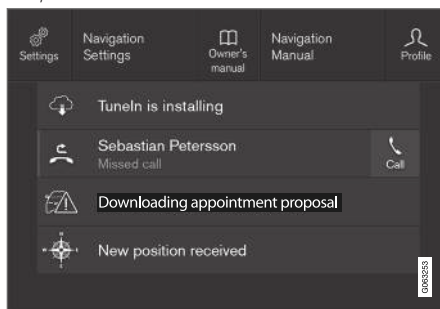 Settings
Navigation
Settings
Owner's
manual
Navigation
Manual
Profile
TuneIn is installing
Sebastian Petersson
Missed call
Call
Downloading appointment proposal
New position received
G063253